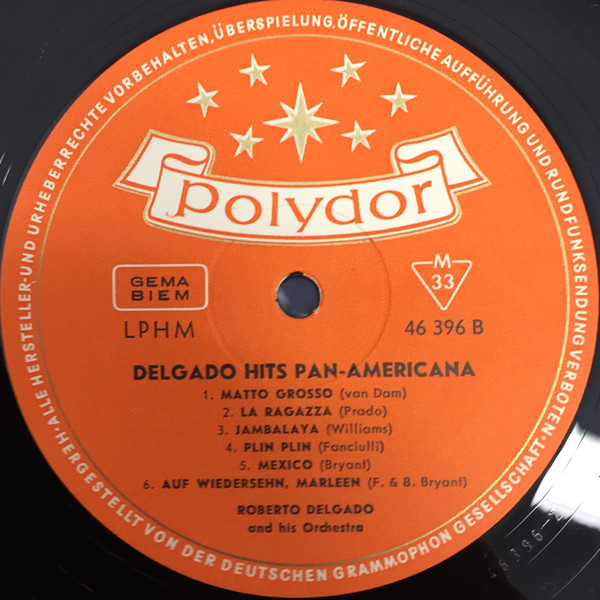 ·ALLE HERSTELLER-UND URHEBERRECHTE VORBEHALTEN, ÜBERSPIELUNG, ÖFFENTLICHE AUFFÜHRUNG UND RUNDFUNKSENDUNG VERBOTEN·
polydor
GEMA
BIEM
M
33
LPHM
46 396 B
DELGADO HITS PAN-AMERICANA
1. MATTO GROSSO (van Dam)
2. LA RAGAZZA (Prado)
3. JAMBALAYA (Williams)
4. PLIN PLIN (Fanciulli)
5. MEXICO (Bryant)
6. AUF WIEDERSEHN, MARLEEN (F. & B. Bryant)
ROBERTO DELGADO
and his Orchestra
HERGESTELLT VON DER DEUTSCHEN GRAMMOPHON GESELLSCHAFT·